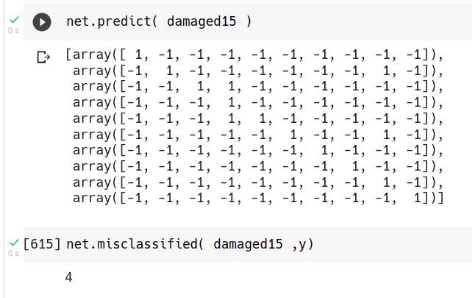 net.predict( damaged15 )
0 s
[array([ 1, -1, -1, -1, -1, -1, -1, -1, -1, -1]),
array([-1,  1, -1, -1, -1, -1, -1, -1,  1, -1]),
array([-1, -1,  1,  1, -1, -1, -1, -1, -1, -1]),
array([-1, -1, -1,  1, -1, -1, -1, -1, -1, -1]),
array([-1, -1, -1,  1,  1, -1, -1, -1, -1, -1]),
array([-1, -1, -1, -1, -1,  1, -1, -1,  1, -1]),
array([-1, -1, -1, -1, -1, -1,  1, -1, -1, -1]),
array([-1, -1, -1, -1, -1, -1, -1,  1, -1, -1]),
array([-1, -1, -1, -1, -1, -1, -1, -1,  1, -1]),
array([-1, -1, -1, -1, -1, -1, -1, -1, -1,  1])]
[615] net.misclassified( damaged15 ,y)
0 s
4